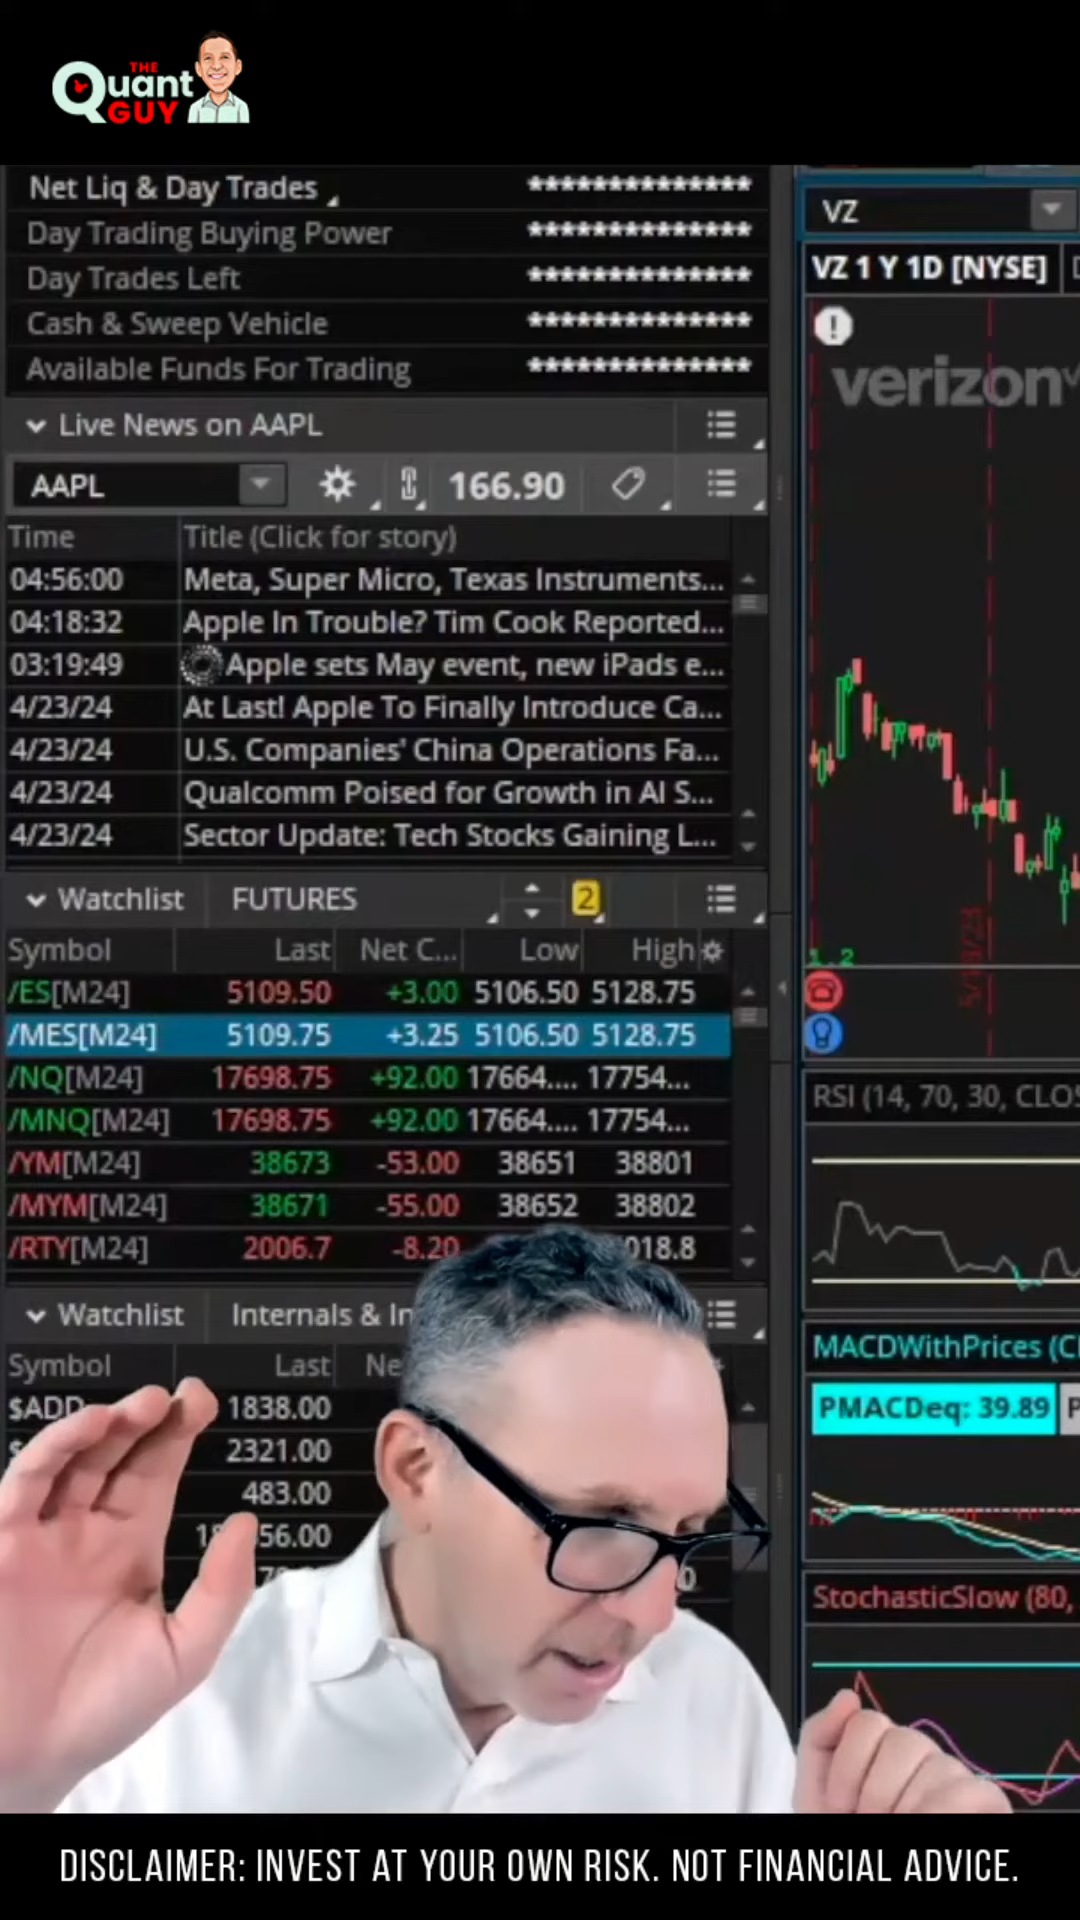 THE
Quant
GUY
Net Liq & Day Trades **************
Day Trading Buying Power **************
Day Trades Left **************
Cash & Sweep Vehicle **************
Available Funds For Trading **************
Live News on AAPL
AAPL 166.90
Time Title (Click for story)
04:56:00 Meta, Super Micro, Texas Instruments...
04:18:32 Apple In Trouble? Tim Cook Reported...
03:19:49 Apple sets May event, new iPads e...
4/23/24 At Last! Apple To Finally Introduce Ca...
4/23/24 U.S. Companies' China Operations Fa...
4/23/24 Qualcomm Poised for Growth in AI S...
4/23/24 Sector Update: Tech Stocks Gaining L...
Watchlist FUTURES 2
Symbol Last Net C... Low High
/ES[M24] 5109.50 +3.00 5106.50 5128.75
/MES[M24] 5109.75 +3.25 5106.50 5128.75
/NQ[M24] 17698.75 +92.00 17664.... 17754...
/MNQ[M24] 17698.75 +92.00 17664.... 17754...
/YM[M24] 38673 -53.00 38651 38801
/MYM[M24] 38671 -55.00 38652 38802
/RTY[M24] 2006.7 -8.20 018.8
Watchlist Internals & In
Symbol Last Ne
$ADD 1838.00
2321.00
483.00
56.00
VZ
VZ 1 Y 1D [NYSE]
verizon
1.2
RSI (14, 70, 30, CLOS
MACDWithPrices (Cl
PMACDeq: 39.89 P
StochasticSlow (80,
DISCLAIMER: INVEST AT YOUR OWN RISK. NOT FINANCIAL ADVICE.